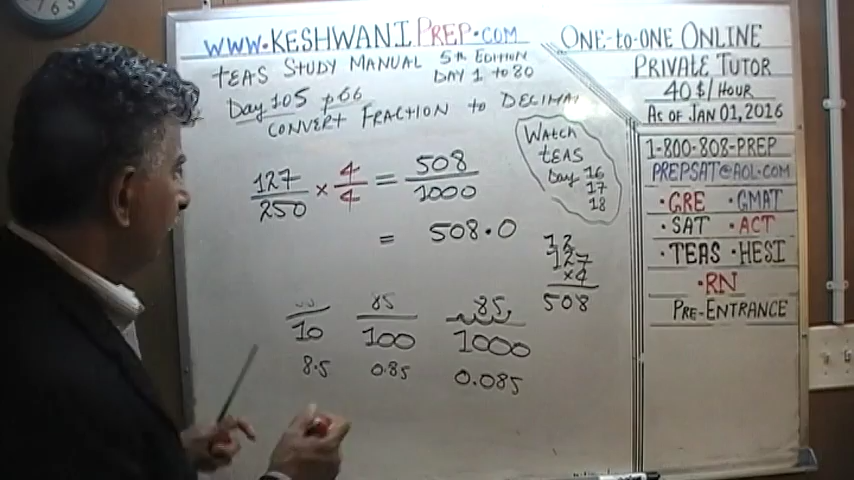 WWW.KESHWANIPREP.COM
TEAS STUDY MANUAL 5th EDITION
DAY 1 TO 80
Day 105 p66
CONVERT FRACTION to DECIMAL
127/250 × 4/4 = 508/1000
= 508.0
Watch
tEAS
Day 16
17
18
12
127
×4
508
10
85
100
85
1000
8.5
0.85
0.085
ONE-to-ONE ONLINE
PRIVATE TUTOR
40$/HOUR
AS OF JAN 01,2016
1-800-808-PREP
PREPSAT@AOL.COM
•GRE •GMAT
•SAT •ACT
•TEAS •HESI
•RN
PRE-ENTRANCE